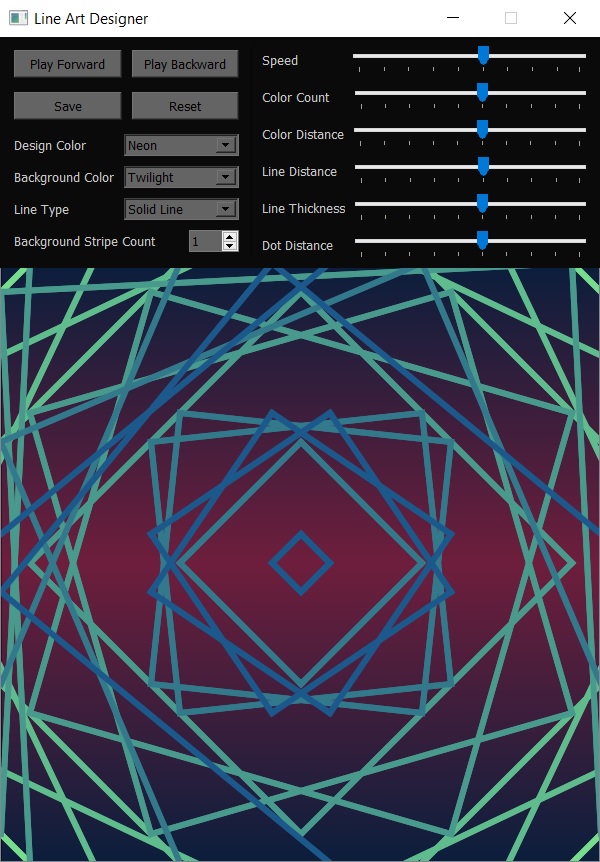 Line Art Designer
Play Forward
Play Backward
Save
Reset
Design Color
Neon
Background Color
Twilight
Line Type
Solid Line
Background Stripe Count
1
Speed
Color Count
Color Distance
Line Distance
Line Thickness
Dot Distance